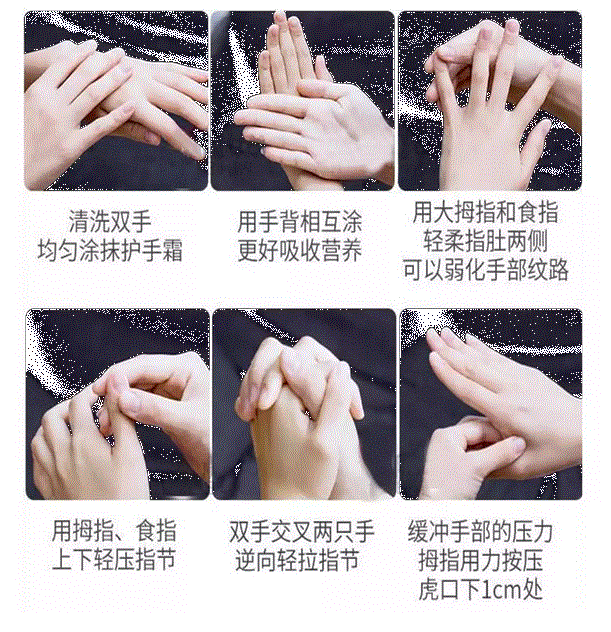 清洗双手
均匀涂抹护手霜
用手背相互涂
更好吸收营养
用大拇指和食指
轻柔指肚两侧
可以弱化手部纹路
用拇指、食指
上下轻压指节
双手交叉两只手
逆向轻拉指节
缓冲手部的压力
拇指用力按压
虎口下1cm处